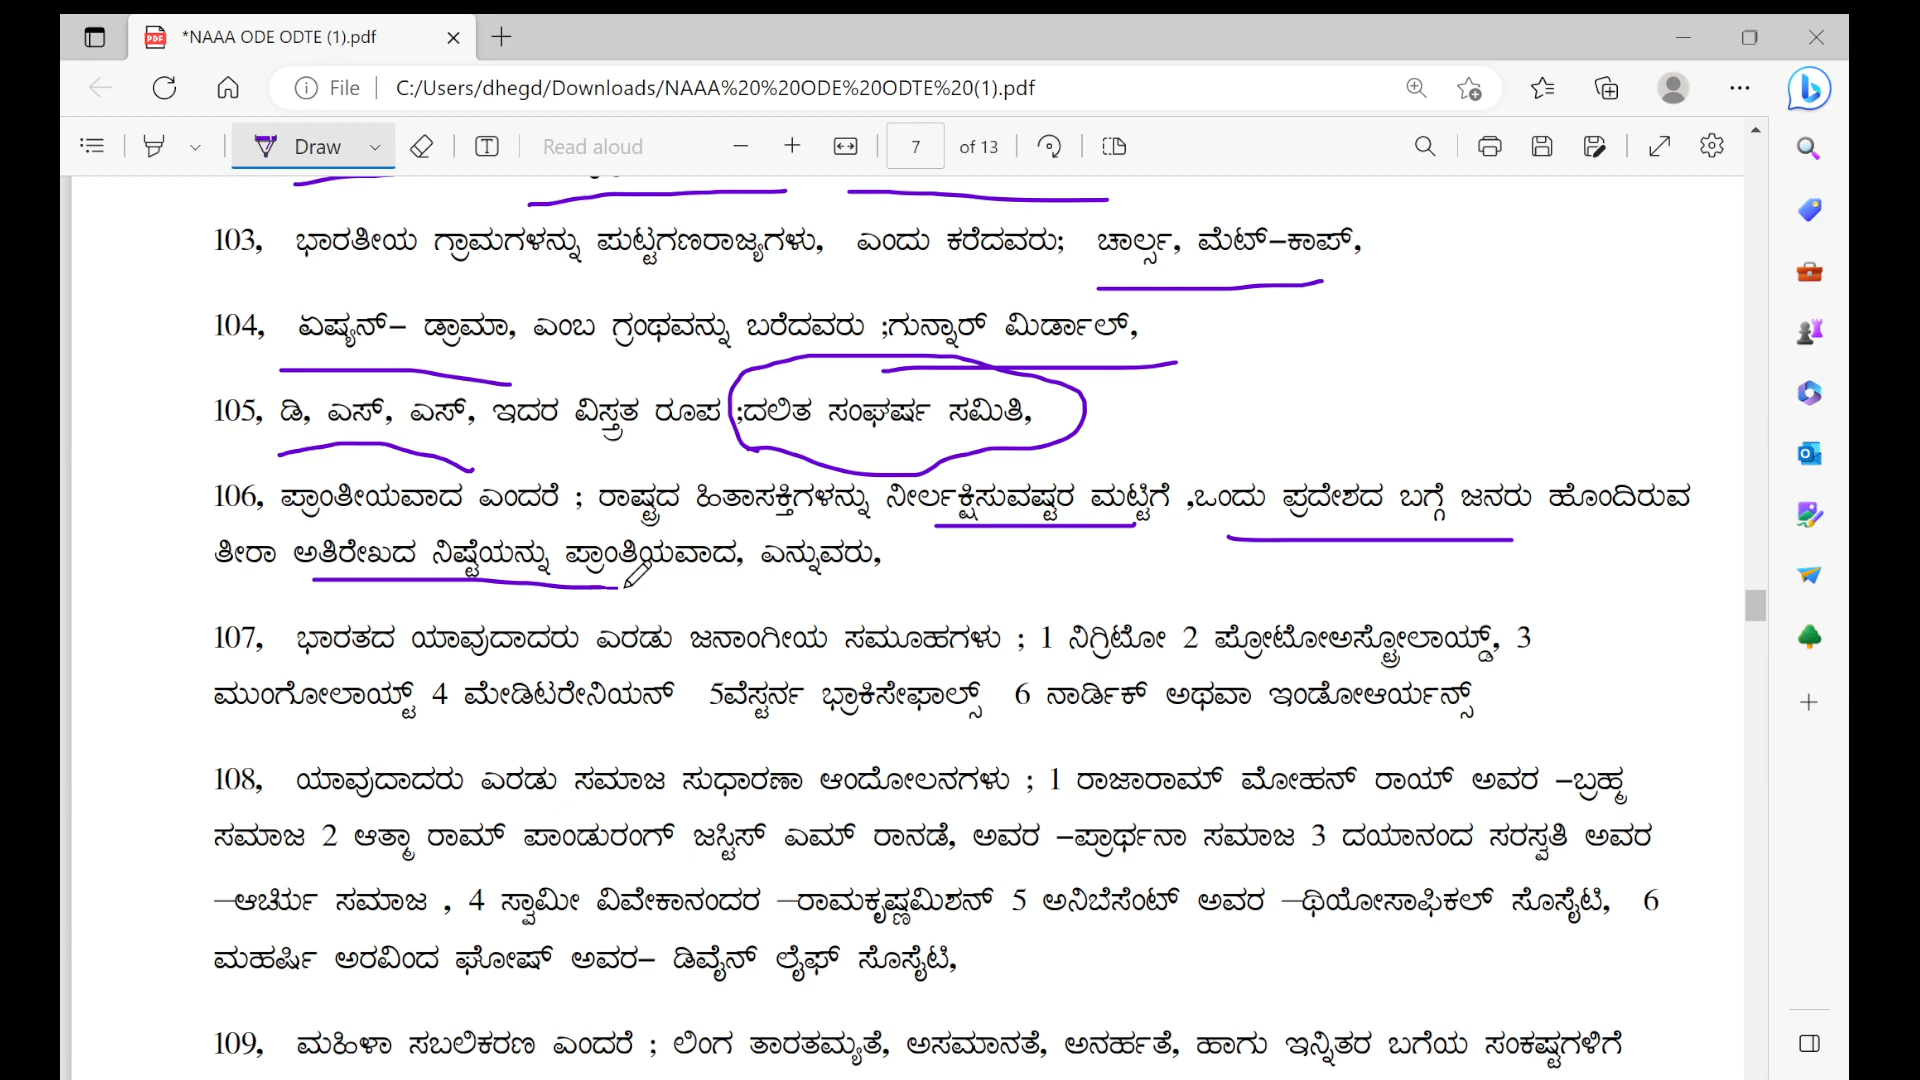 *NAAA ODE ODTE (1).pdf
File | C:/Users/dhegd/Downloads/NAAA%20%20ODE%20ODTE%20(1).pdf
Draw Read aloud 7 of 13
103, ಭಾರತೀಯ ಗ್ರಾಮಗಳನ್ನು ಪುಟ್ಟಗಣರಾಜ್ಯಗಳು, ಎಂದು ಕರೆದವರು; ಚಾರ್ಲ್ಸ, ಮೆಟ್-ಕಾಫ್,
104, ಏಷ್ಯನ್- ಡ್ರಾಮಾ, ಎಂಬ ಗ್ರಂಥವನ್ನು ಬರೆದವರು ;ಗುನ್ನಾರ್ ಮಿರ್ಡಾಲ್,
105, ಡಿ, ಎಸ್, ಎಸ್, ಇದರ ವಿಸ್ತ್ರತ ರೂಪ ;ದಲಿತ ಸಂಘರ್ಷ ಸಮಿತಿ,
106, ಪ್ರಾಂತೀಯವಾದ ಎಂದರೆ ; ರಾಷ್ಟ್ರದ ಹಿತಾಸಕ್ತಿಗಳನ್ನು ನೀರ್ಲಕ್ಷಿಸುವಷ್ಟರ ಮಟ್ಟಿಗೆ ,ಒಂದು ಪ್ರದೇಶದ ಬಗ್ಗೆ ಜನರು ಹೊಂದಿರುವ
ತೀರಾ ಅತಿರೇಖದ ನಿಷ್ಟೆಯನ್ನು ಪ್ರಾಂತ್ರಿಯವಾದ, ಎನ್ನುವರು,
107, ಭಾರತದ ಯಾವುದಾದರು ಎರಡು ಜನಾಂಗೀಯ ಸಮೂಹಗಳು ; 1 ನಿಗ್ರಿಟೋ 2 ಪ್ರೋಟೋಅಸ್ಟ್ರೋಲಾಯ್ಡ್, 3
ಮುಂಗೋಲಾಯ್ಟ್ 4 ಮೇಡಿಟರೇನಿಯನ್ 5ವೆಸ್ಟರ್ನ ಭ್ರಾಕಿಸೇಫಾಲ್ಸ್ 6 ನಾರ್ಡಿಕ್ ಅಥವಾ ಇಂಡೋಆರ್ಯನ್ಸ್
108, ಯಾವುದಾದರು ಎರಡು ಸಮಾಜ ಸುಧಾರಣಾ ಆಂದೋಲನಗಳು ; 1 ರಾಜಾರಾಮ್ ಮೋಹನ್ ರಾಯ್ ಅವರ -ಬ್ರಹ್ಮ
ಸಮಾಜ 2 ಆತ್ಮಾ ರಾಮ್ ಪಾಂಡುರಂಗ್ ಜಸ್ಟಿಸ್ ಎಮ್ ರಾನಡೆ, ಅವರ -ಪ್ರಾರ್ಥನಾ ಸಮಾಜ 3 ದಯಾನಂದ ಸರಸ್ವತಿ ಅವರ
–ಆರ್ಚಿಯ ಸಮಾಜ , 4 ಸ್ವಾಮೀ ವಿವೇಕಾನಂದರ –ರಾಮಕೃಷ್ಣಮಿಶನ್ 5 ಅನಿಬೆಸೆಂಟ್ ಅವರ –ಥಿಯೋಸಾಫಿಕಲ್ ಸೊಸೈಟಿ, 6
ಮಹರ್ಷಿ ಅರವಿಂದ ಘೋಷ್ ಅವರ- ಡಿವೈನ್ ಲೈಫ್ ಸೊಸೈಟಿ,
109, ಮಹಿಳಾ ಸಬಲಿಕರಣ ಎಂದರೆ ; ಲಿಂಗ ತಾರತಮ್ಯತೆ, ಅಸಮಾನತೆ, ಅನರ್ಹತೆ, ಹಾಗು ಇನ್ನಿತರ ಬಗೆಯ ಸಂಕಷ್ಟಗಳಿಗೆ